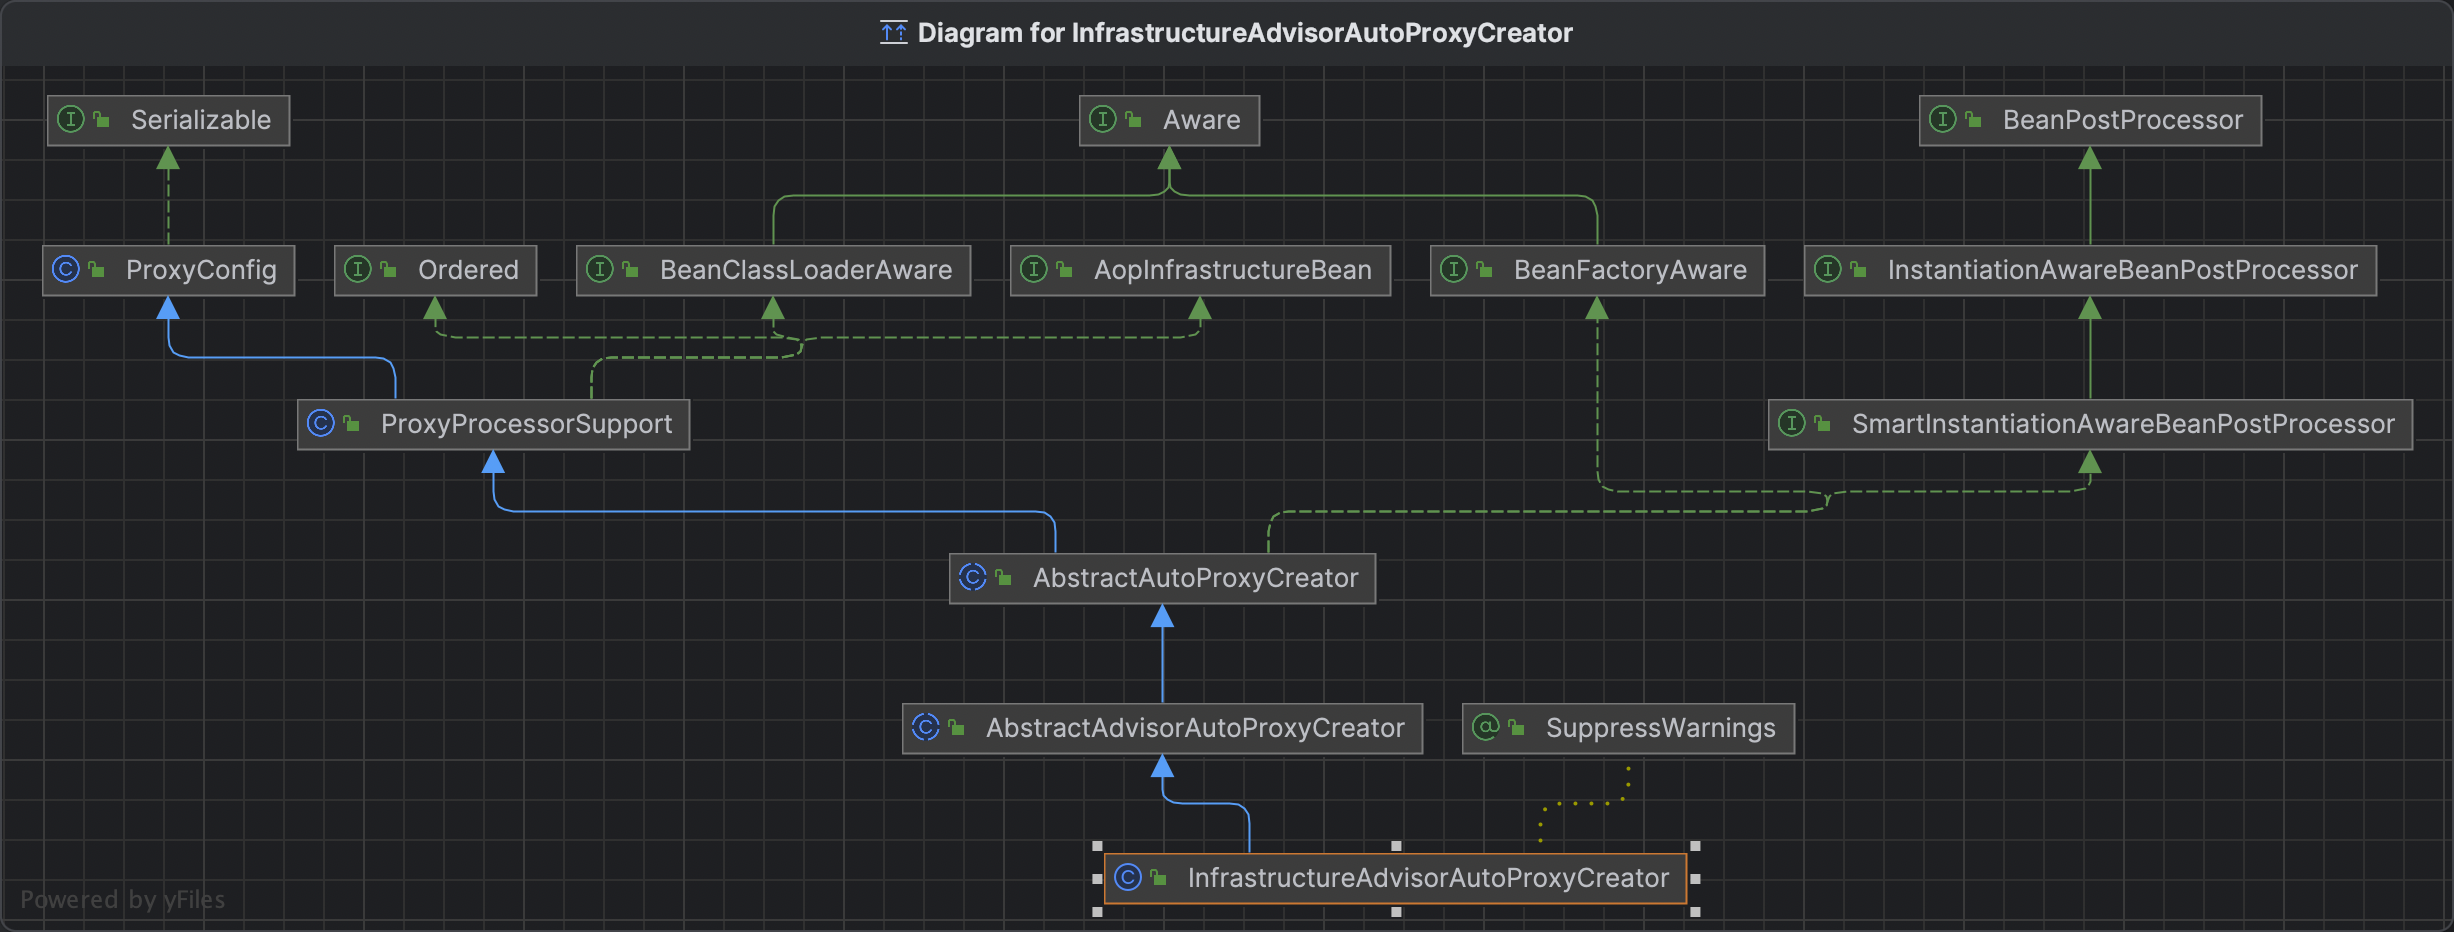 Diagram for InfrastructureAdvisorAutoProxyCreator
Serializable
Aware
BeanPostProcessor
ProxyConfig
Ordered
BeanClassLoaderAware
AopInfrastructureBean
BeanFactoryAware
InstantiationAwareBeanPostProcessor
ProxyProcessorSupport
SmartInstantiationAwareBeanPostProcessor
AbstractAutoProxyCreator
AbstractAdvisorAutoProxyCreator
SuppressWarnings
InfrastructureAdvisorAutoProxyCreator
Powered by yFiles